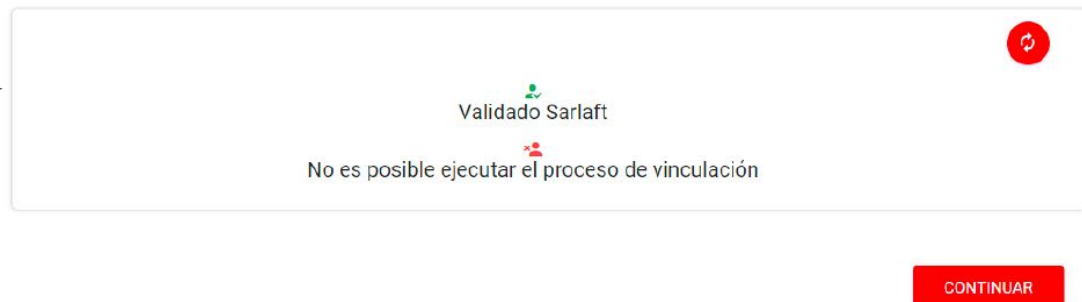 Validado Sarlaft
No es posible ejecutar el proceso de vinculación
CONTINUAR